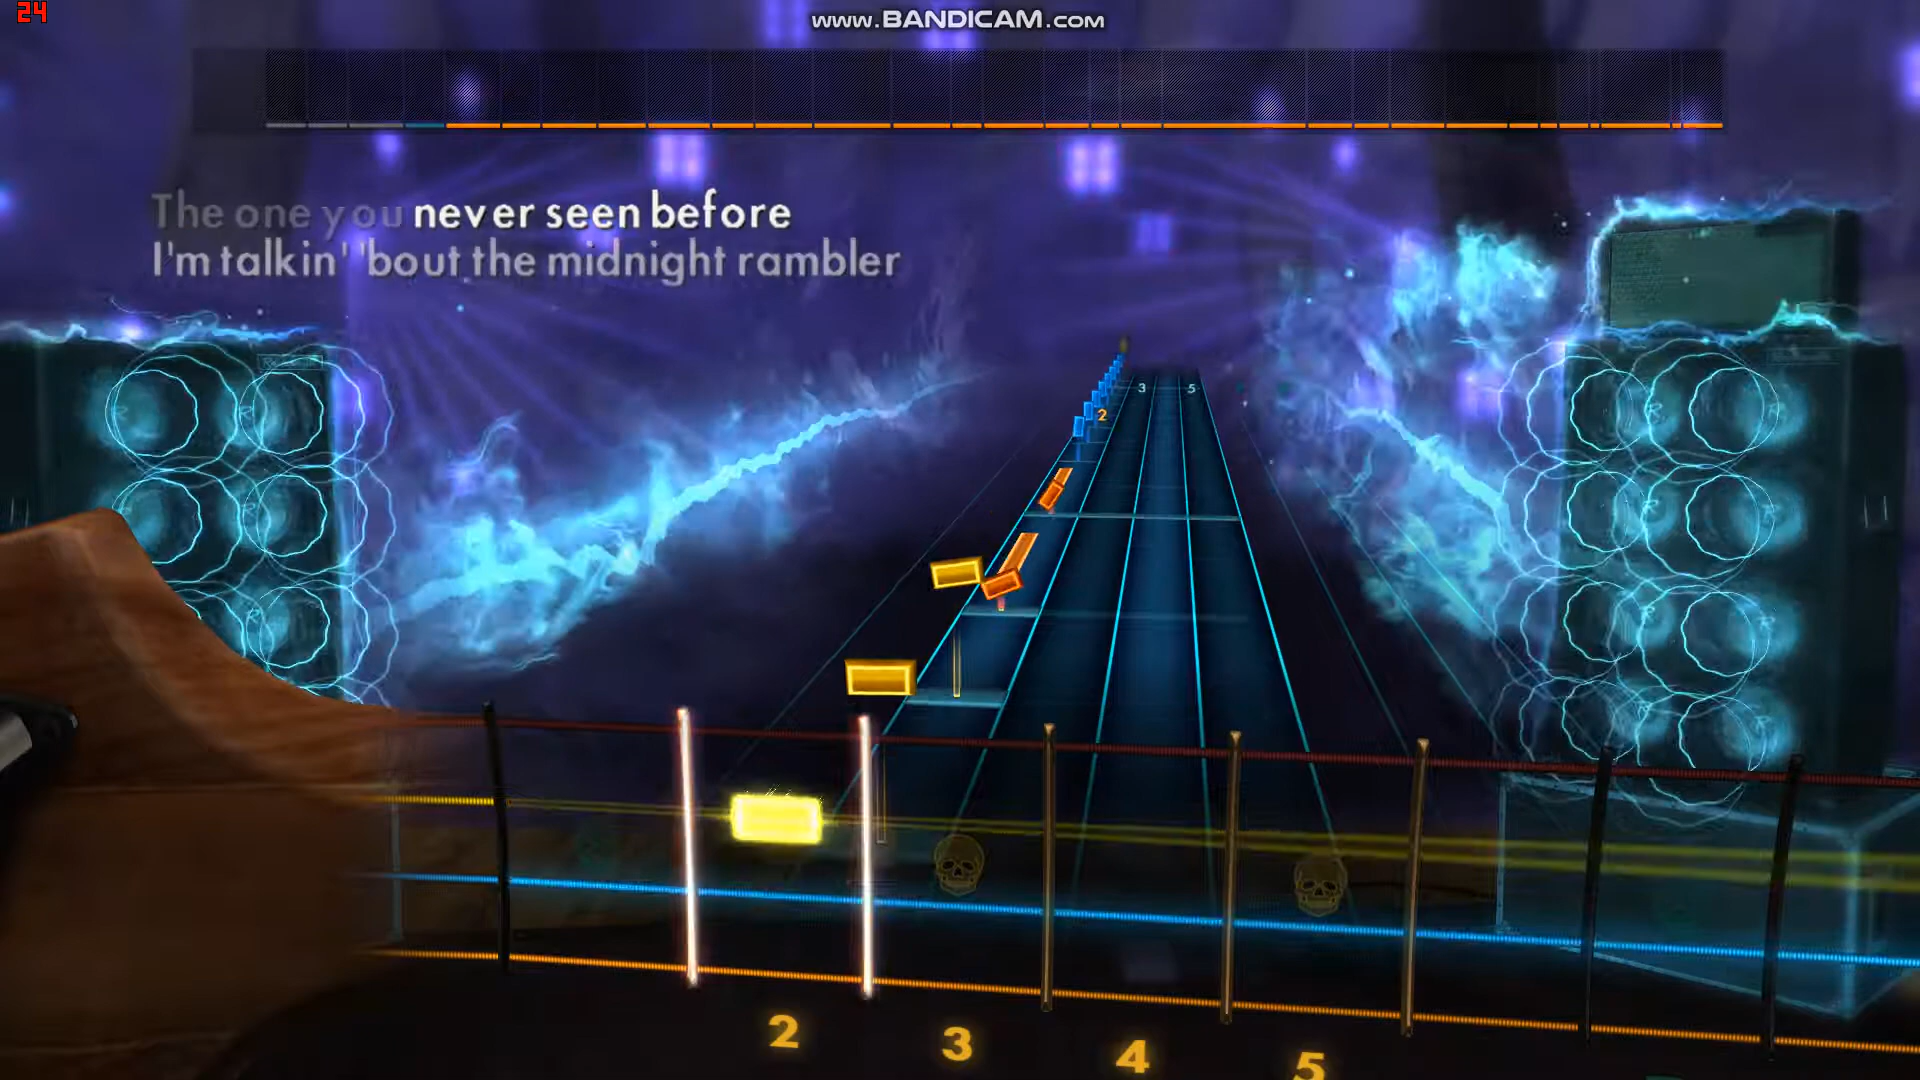 24
www.BANDICAM.com
The one you never seen before
I'm talkin' 'bout the midnight rambler
3 5
2
2 3 4 5